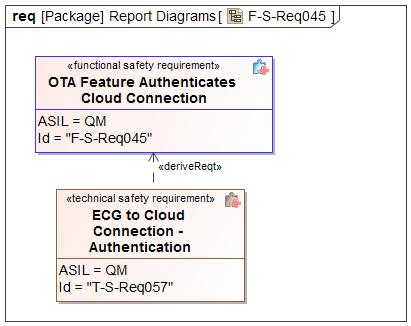 req [Package] Report Diagrams[ F-S-Req045 ]
«functional safety requirement»
OTA Feature Authenticates
Cloud Connection
ASIL = QM
Id = "F-S-Req045"
«deriveReqt»
«technical safety requirement»
ECG to Cloud
Connection -
Authentication
ASIL = QM
Id = "T-S-Req057"